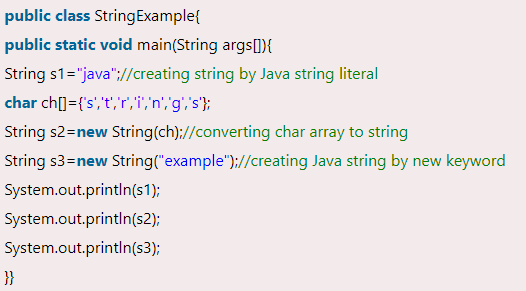 public class StringExample{
public static void main(String args[]){
String s1="java";//creating string by Java string literal
char ch[]={'s','t','r','i','n','g','s'};
String s2=new String(ch);//converting char array to string
String s3=new String("example");//creating Java string by new keyword
System.out.println(s1);
System.out.println(s2);
System.out.println(s3);
}}